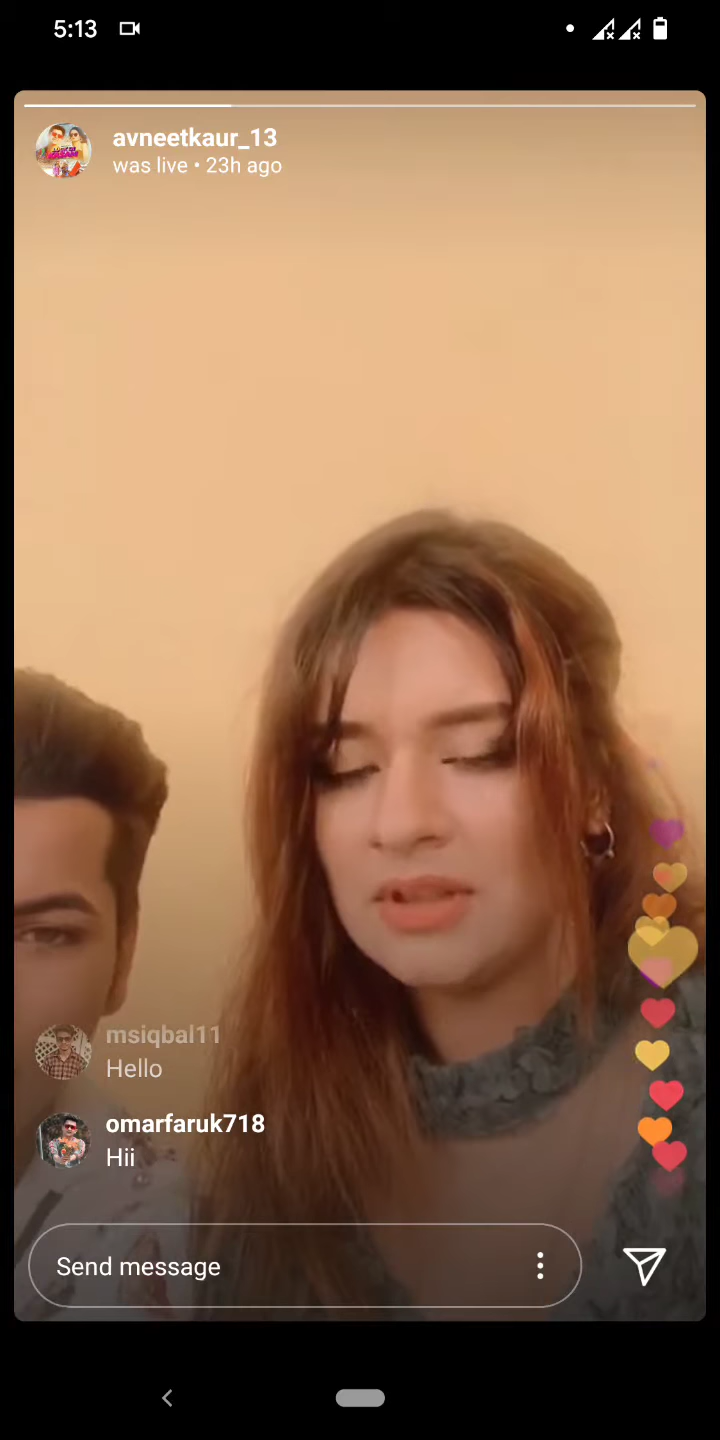 5:13
avneetkaur_13
was live • 23h ago
msiqbal11
Hello
omarfaruk718
Hii
Send message